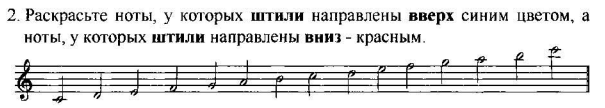 2. Раскрасьте ноты, у которых штили направлены вверх синим цветом, а
ноты, у которых штили направлены вниз - красным.